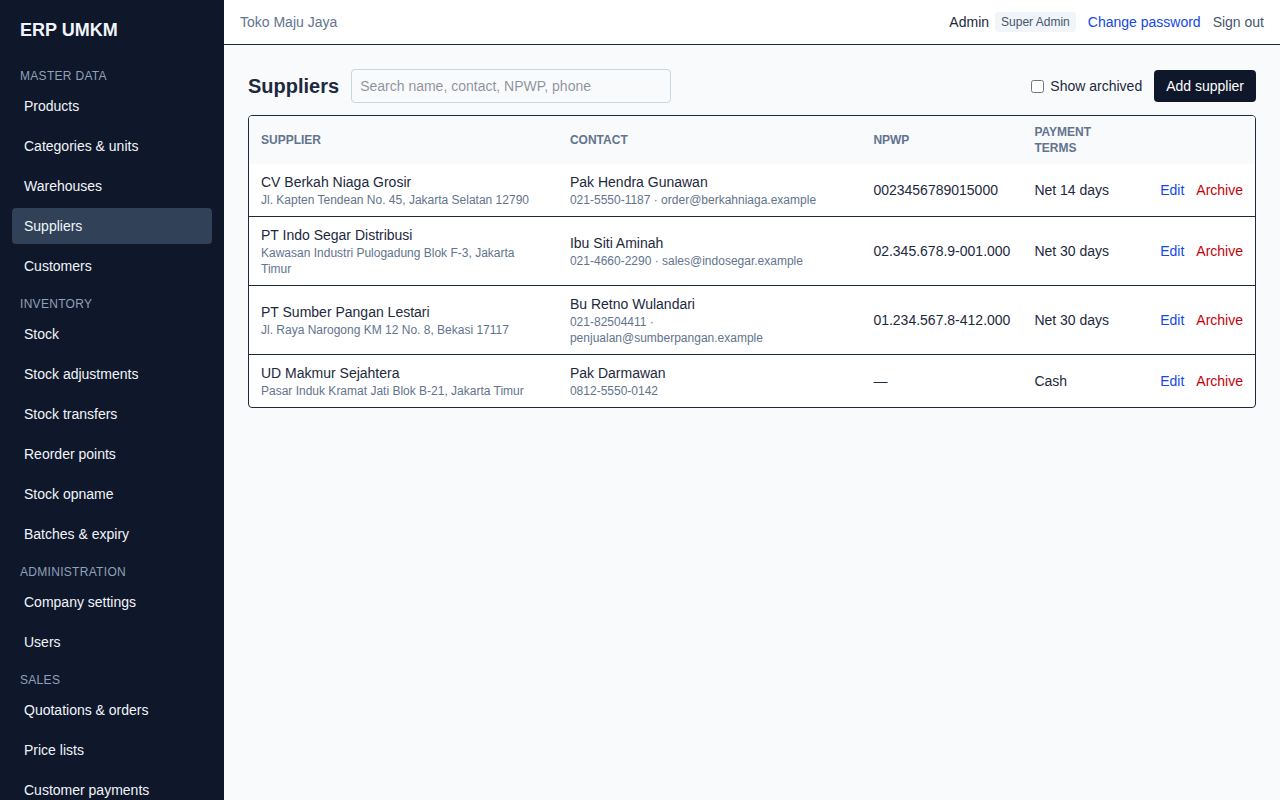 ERP UMKM
MASTER DATA
Products
Categories & units
Warehouses
Suppliers
Customers
INVENTORY
Stock
Stock adjustments
Stock transfers
Reorder points
Stock opname
Batches & expiry
ADMINISTRATION
Company settings
Users
SALES
Quotations & orders
Price lists
Customer payments
Toko Maju Jaya
Admin Super Admin Change password Sign out
Suppliers
Search name, contact, NPWP, phone
Show archived
Add supplier
SUPPLIER CONTACT NPWP PAYMENT
TERMS
CV Berkah Niaga Grosir
Jl. Kapten Tendean No. 45, Jakarta Selatan 12790
Pak Hendra Gunawan
021-5550-1187 · order@berkahniaga.example
0023456789015000
Net 14 days
Edit Archive
PT Indo Segar Distribusi
Kawasan Industri Pulogadung Blok F-3, Jakarta
Timur
Ibu Siti Aminah
021-4660-2290 · sales@indosegar.example
02.345.678.9-001.000
Net 30 days
Edit Archive
PT Sumber Pangan Lestari
Jl. Raya Narogong KM 12 No. 8, Bekasi 17117
Bu Retno Wulandari
021-82504411 ·
penjualan@sumberpangan.example
01.234.567.8-412.000
Net 30 days
Edit Archive
UD Makmur Sejahtera
Pasar Induk Kramat Jati Blok B-21, Jakarta Timur
Pak Darmawan
0812-5550-0142
—
Cash
Edit Archive